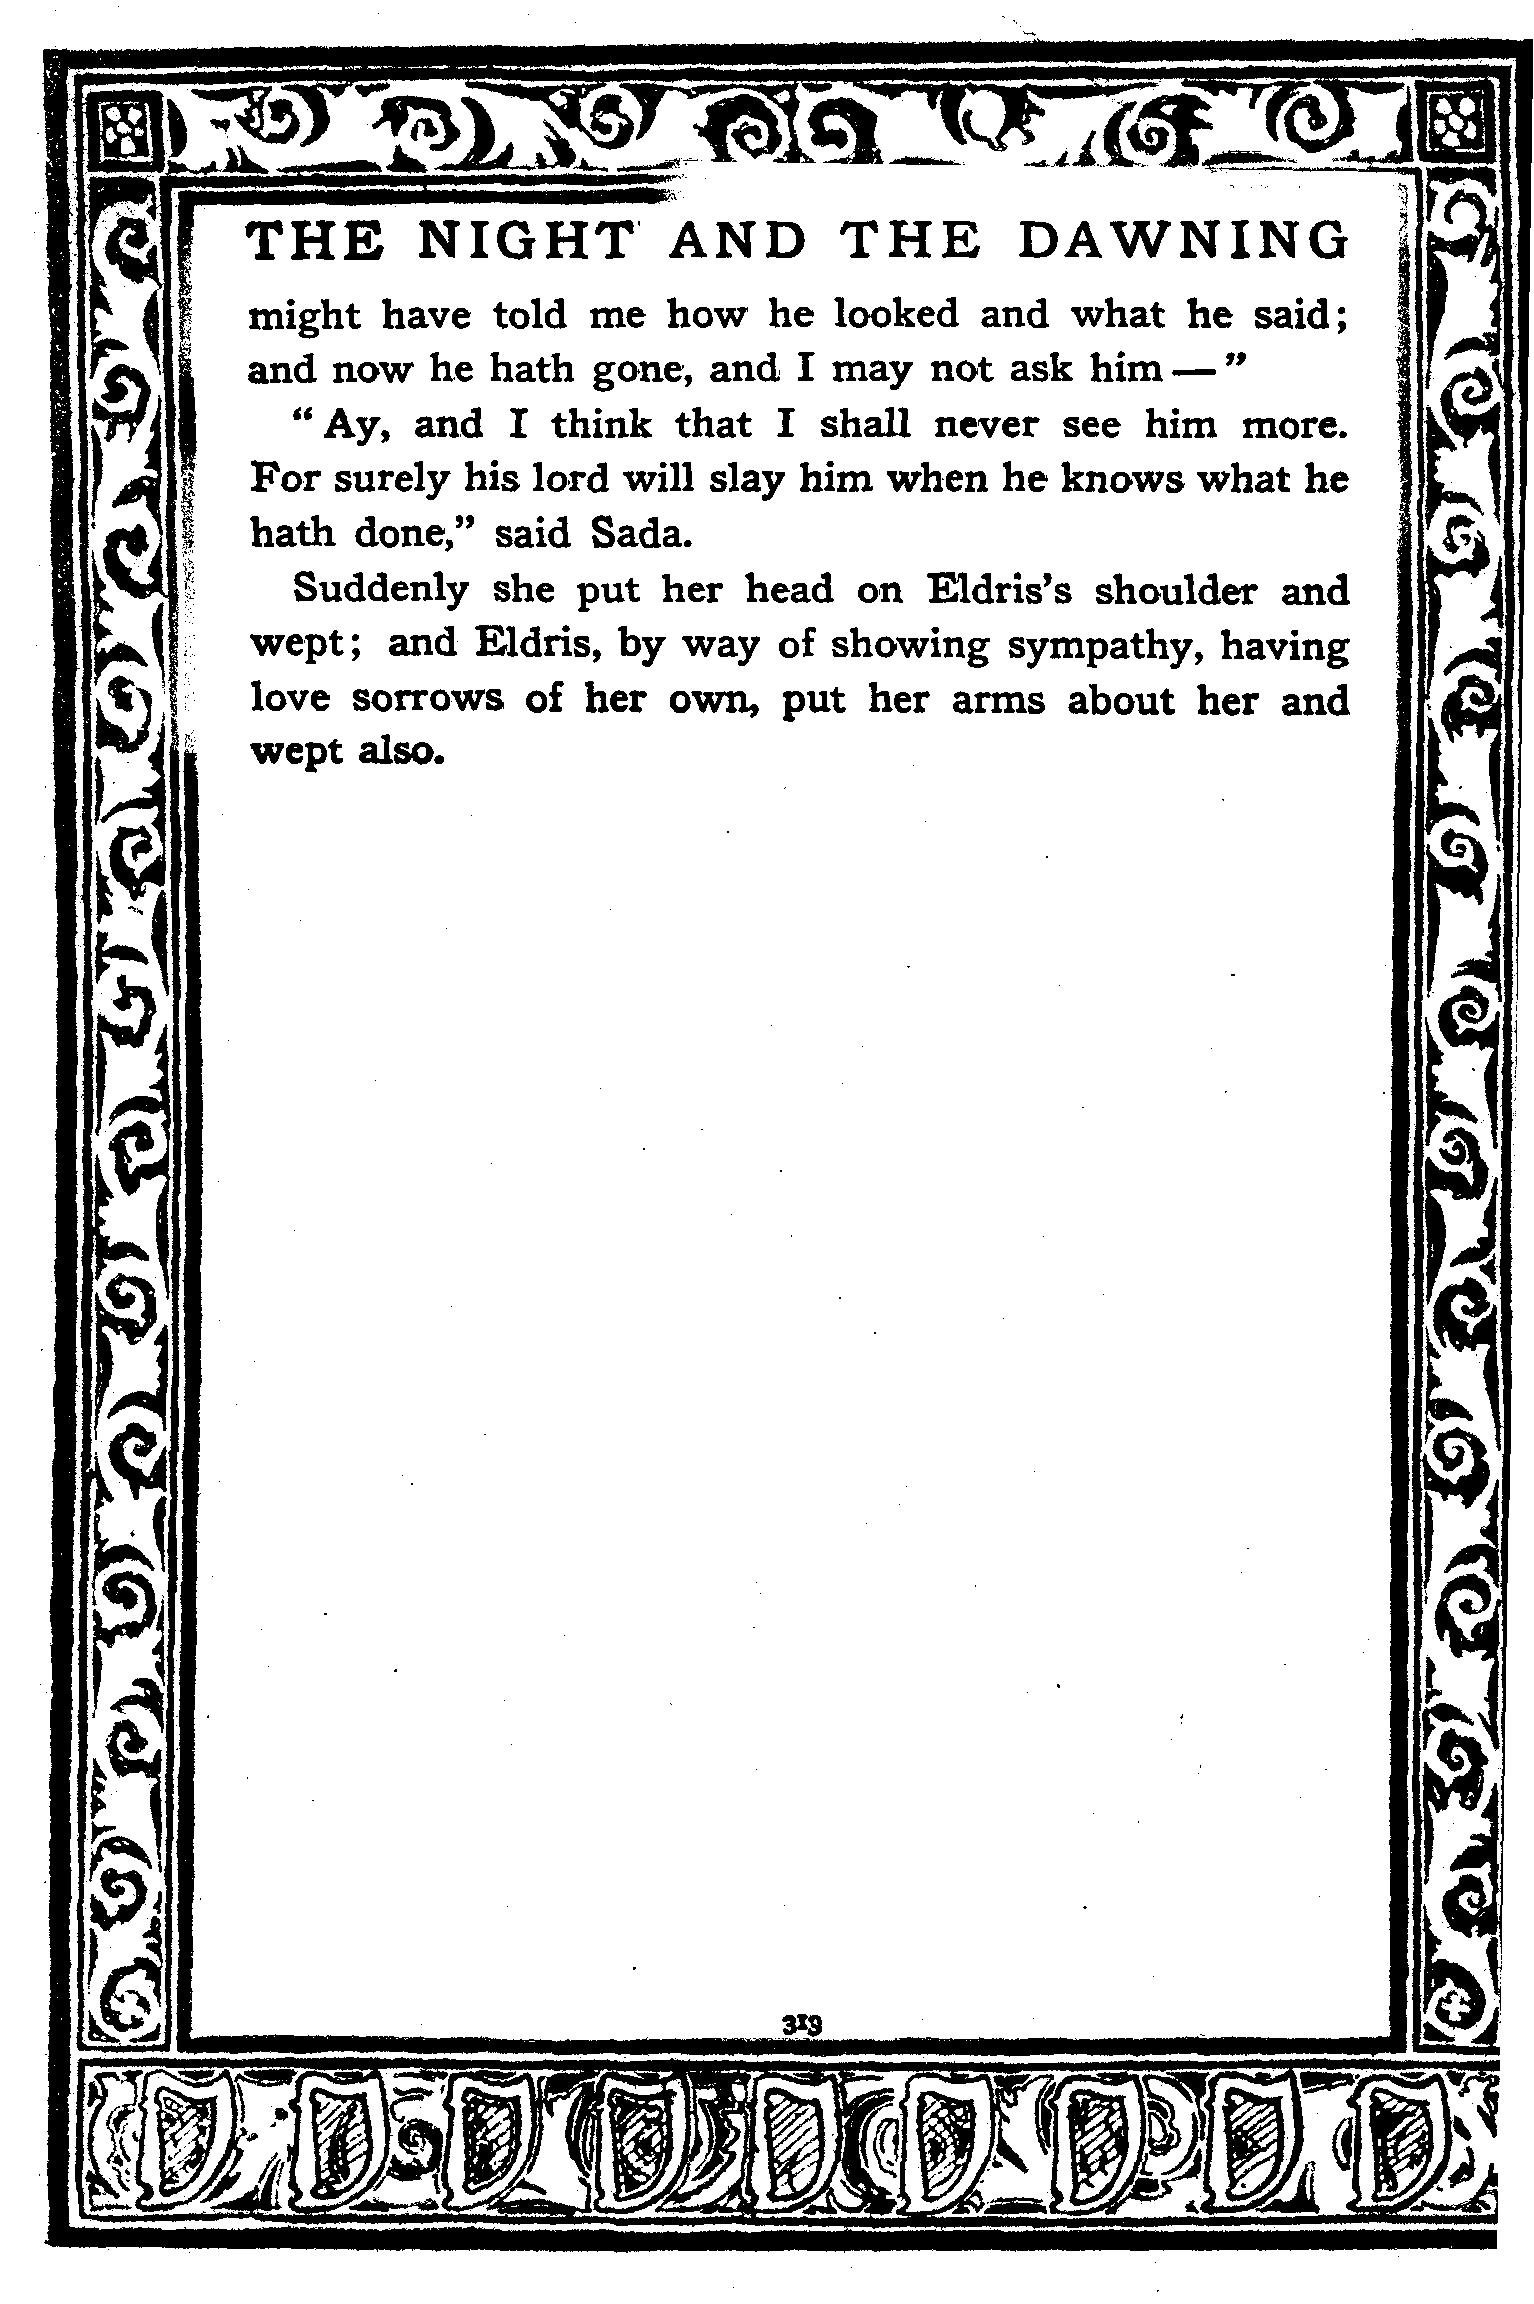 THE NIGHT AND THE DAWNING
might have told me how he looked and what he said;
and now he hath gone, and I may not ask him — ”
“ Ay, and I think that I shall never see him more.
For surely his lord will slay him when he knows what he
hath done,” said Sada.
Suddenly she put her head on Eldris’s shoulder and
wept; and Eldris, by way of showing sympathy, having
love sorrows of her own, put her arms about her and
wept also.
319